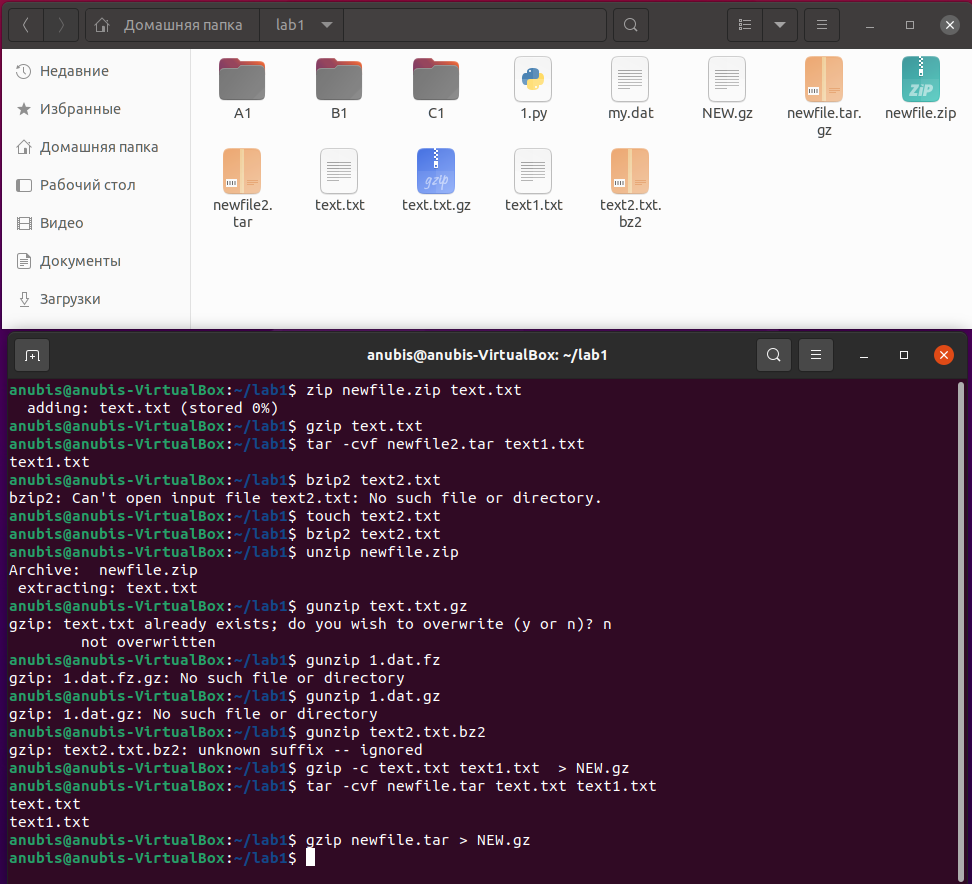 Домашняя папка lab1
Недавние
Избранные
Домашняя папка
Рабочий стол
Видео
Документы
Загрузки
A1 B1 C1 1.py my.dat NEW.gz newfile.tar. newfile.zip
gz
ZiP
gzip
newfile2. text.txt text.txt.gz text1.txt text2.txt.
tar bz2
anubis@anubis-VirtualBox: ~/lab1
anubis@anubis-VirtualBox:~/lab1$ zip newfile.zip text.txt
  adding: text.txt (stored 0%)
anubis@anubis-VirtualBox:~/lab1$ gzip text.txt
anubis@anubis-VirtualBox:~/lab1$ tar -cvf newfile2.tar text1.txt
text1.txt
anubis@anubis-VirtualBox:~/lab1$ bzip2 text2.txt
bzip2: Can't open input file text2.txt: No such file or directory.
anubis@anubis-VirtualBox:~/lab1$ touch text2.txt
anubis@anubis-VirtualBox:~/lab1$ bzip2 text2.txt
anubis@anubis-VirtualBox:~/lab1$ unzip newfile.zip
Archive:  newfile.zip
 extracting: text.txt
anubis@anubis-VirtualBox:~/lab1$ gunzip text.txt.gz
gzip: text.txt already exists; do you wish to overwrite (y or n)? n
        not overwritten
anubis@anubis-VirtualBox:~/lab1$ gunzip 1.dat.fz
gzip: 1.dat.fz.gz: No such file or directory
anubis@anubis-VirtualBox:~/lab1$ gunzip 1.dat.gz
gzip: 1.dat.gz: No such file or directory
anubis@anubis-VirtualBox:~/lab1$ gunzip text2.txt.bz2
gzip: text2.txt.bz2: unknown suffix -- ignored
anubis@anubis-VirtualBox:~/lab1$ gzip -c text.txt text1.txt  > NEW.gz
anubis@anubis-VirtualBox:~/lab1$ tar -cvf newfile.tar text.txt text1.txt
text.txt
text1.txt
anubis@anubis-VirtualBox:~/lab1$ gzip newfile.tar > NEW.gz
anubis@anubis-VirtualBox:~/lab1$